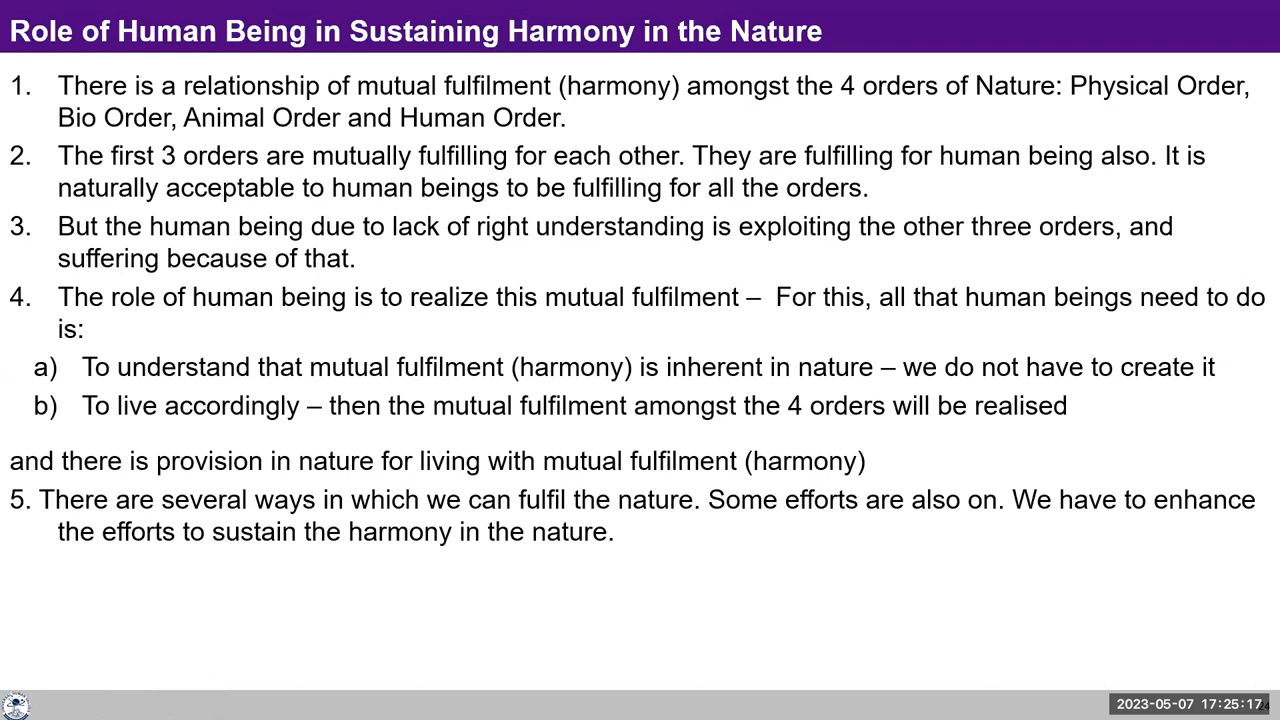 Role of Human Being in Sustaining Harmony in the Nature
1. There is a relationship of mutual fulfilment (harmony) amongst the 4 orders of Nature: Physical Order,
Bio Order, Animal Order and Human Order.
2. The first 3 orders are mutually fulfilling for each other. They are fulfilling for human being also. It is
naturally acceptable to human beings to be fulfilling for all the orders.
3. But the human being due to lack of right understanding is exploiting the other three orders, and
suffering because of that.
4. The role of human being is to realize this mutual fulfilment – For this, all that human beings need to do
is:
a) To understand that mutual fulfilment (harmony) is inherent in nature – we do not have to create it
b) To live accordingly – then the mutual fulfilment amongst the 4 orders will be realised
and there is provision in nature for living with mutual fulfilment (harmony)
5. There are several ways in which we can fulfil the nature. Some efforts are also on. We have to enhance
the efforts to sustain the harmony in the nature.
2023-05-07 17:25:17